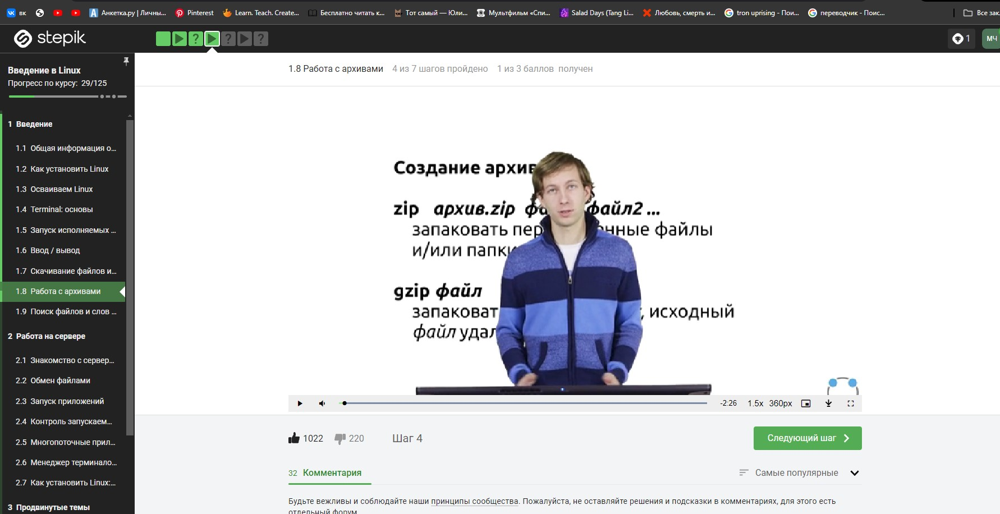 вк
Анкетка.ру | Личны...
Pinterest
Learn. Teach. Create...
Бесплатно читать к...
Тот самый — Юли...
Мультфильм «Спи...
Salad Days (Tang Li...
Любовь, смерть и...
tron uprising - Пои...
переводчик - Поис...
Все зак
stepik
?
?
?
1
МЧ
Введение в Linux
Прогресс по курсу: 29/125
1 Введение
1.1 Общая информация о...
1.2 Как установить Linux
1.3 Осваиваем Linux
1.4 Terminal: основы
1.5 Запуск исполняемых ...
1.6 Ввод / вывод
1.7 Скачивание файлов и...
1.8 Работа с архивами
1.9 Поиск файлов и слов ...
2 Работа на сервере
2.1 Знакомство с сервер...
2.2 Обмен файлами
2.3 Запуск приложений
2.4 Контроль запускаем...
2.5 Многопоточные прил...
2.6 Менеджер терминало...
2.7 Как установить Linux:...
3 Продвинутые темы
1.8 Работа с архивами 4 из 7 шагов пройдено 1 из 3 баллов получен
Создание архив
zip архив.zip фа файл2 ...
запаковать пер нные файлы
и/или папки
gzip файл
запаковат , исходный
файл удал
-2:26 1.5x 360px
1022 220 Шаг 4
Следующий шаг
32 Комментария
Самые популярные
Будьте вежливы и соблюдайте наши принципы сообщества. Пожалуйста, не оставляйте решения и подсказки в комментариях, для этого есть
отдельный форум.